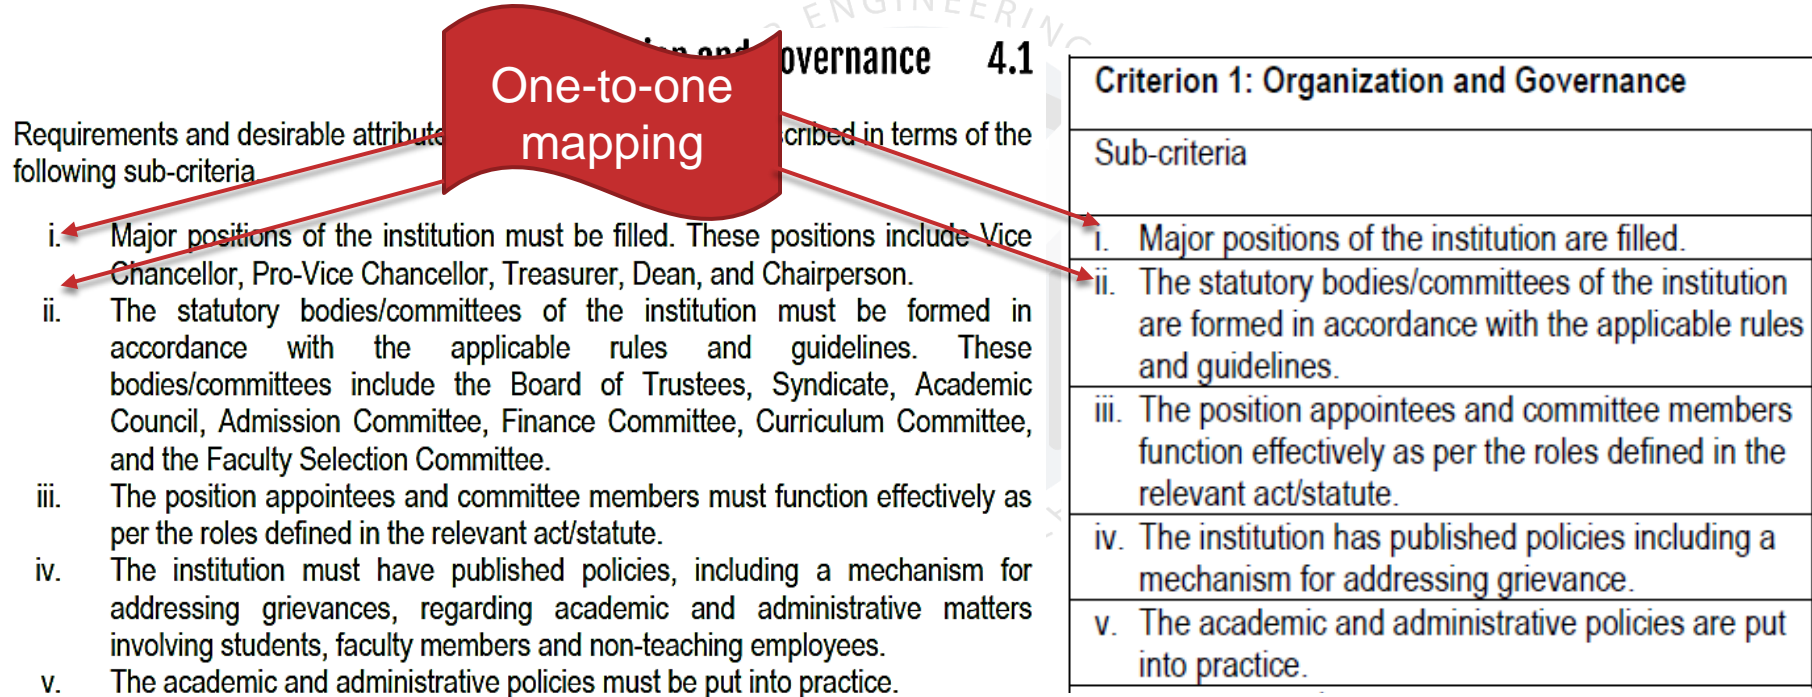 ENGINEERING
overnance 4.1
One-to-one
mapping
Requirements and desirable scribed in terms of the
following sub-criteria
i. Major positions of the institution must be filled. These positions include Vice
Chancellor, Pro-Vice Chancellor, Treasurer, Dean, and Chairperson.
ii. The statutory bodies/committees of the institution must be formed in
accordance with the applicable rules and guidelines. These
bodies/committees include the Board of Trustees, Syndicate, Academic
Council, Admission Committee, Finance Committee, Curriculum Committee,
and the Faculty Selection Committee.
iii. The position appointees and committee members must function effectively as
per the roles defined in the relevant act/statute.
iv. The institution must have published policies, including a mechanism for
addressing grievances, regarding academic and administrative matters
involving students, faculty members and non-teaching employees.
v. The academic and administrative policies must be put into practice.
Criterion 1: Organization and Governance
Sub-criteria
i. Major positions of the institution are filled.
ii. The statutory bodies/committees of the institution
are formed in accordance with the applicable rules
and guidelines.
iii. The position appointees and committee members
function effectively as per the roles defined in the
relevant act/statute.
iv. The institution has published policies including a
mechanism for addressing grievance.
v. The academic and administrative policies are put
into practice.